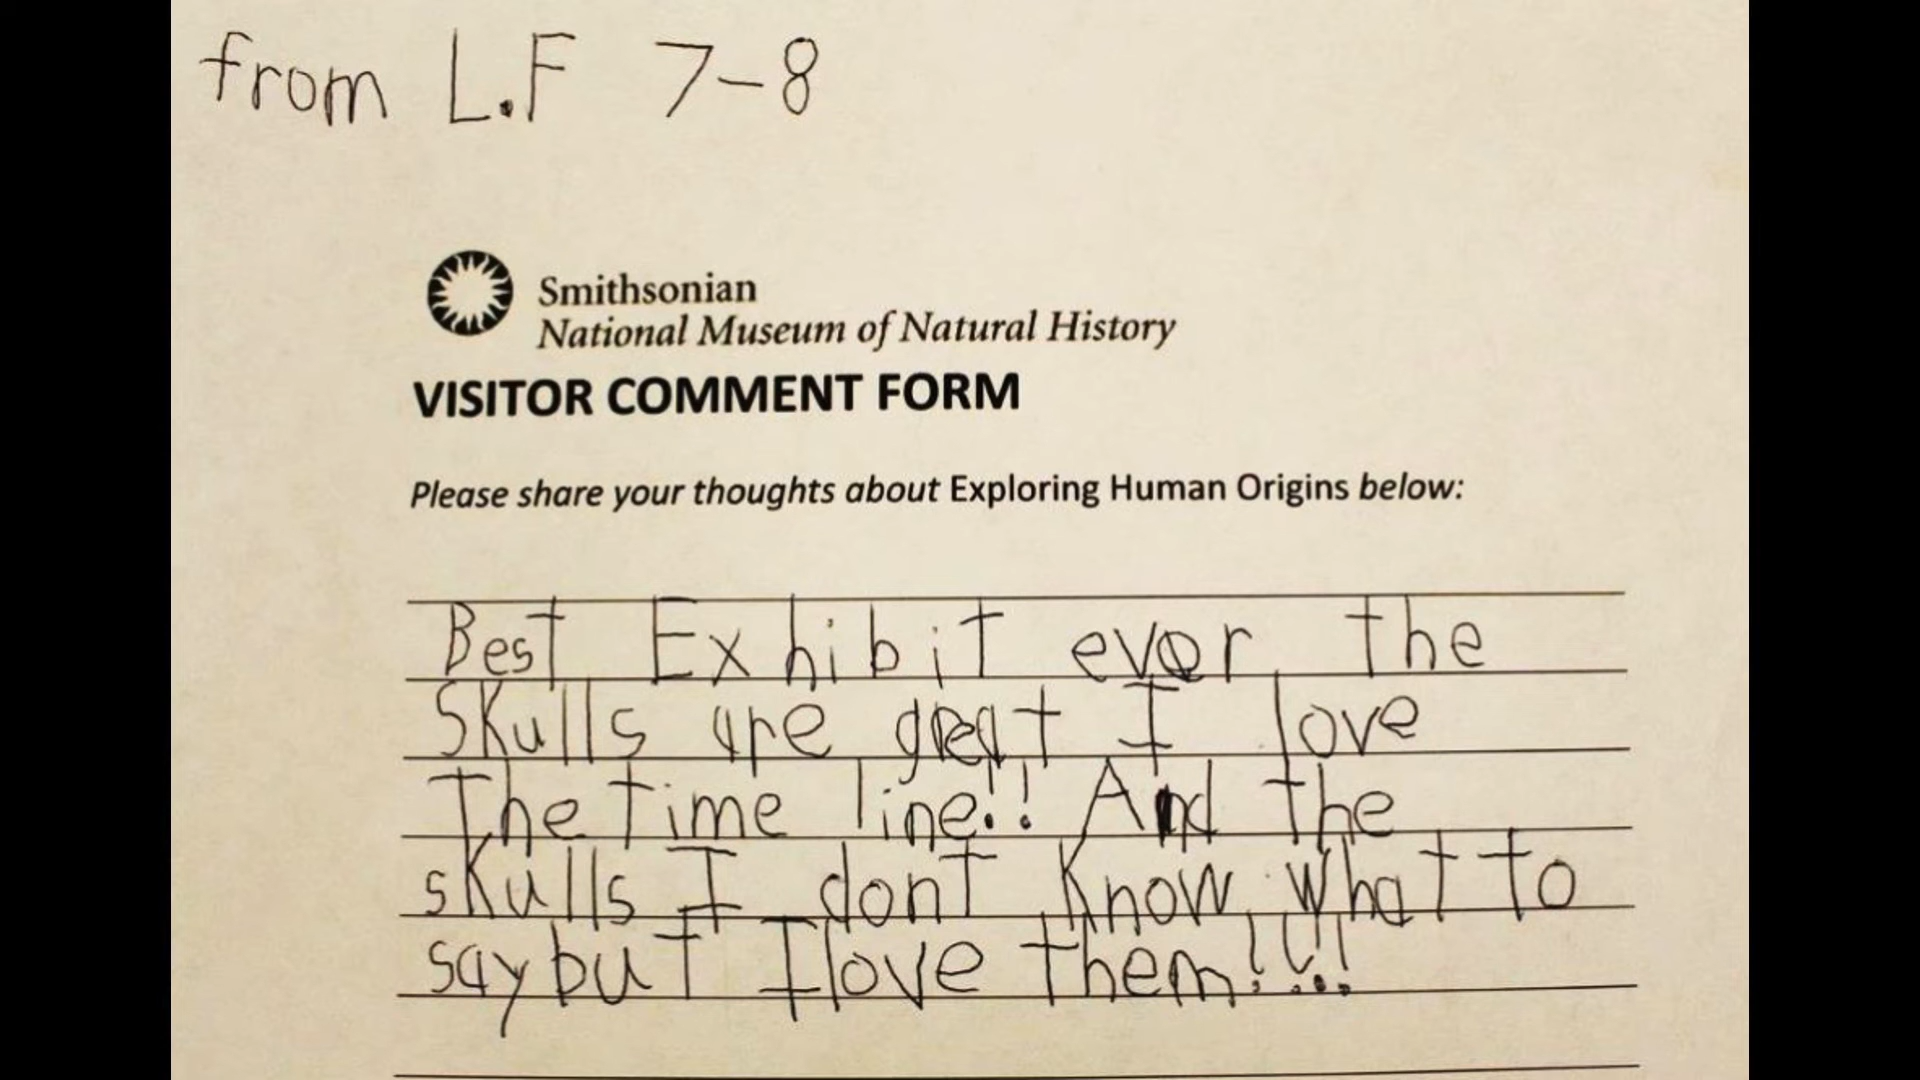 from L.F 7-8
Smithsonian
National Museum of Natural History
VISITOR COMMENT FORM
Please share your thoughts about Exploring Human Origins below:
Best Exhibit ever the
Skulls are great I love
The time line!! And the
skulls I dont know what to
say but I love them!!!!